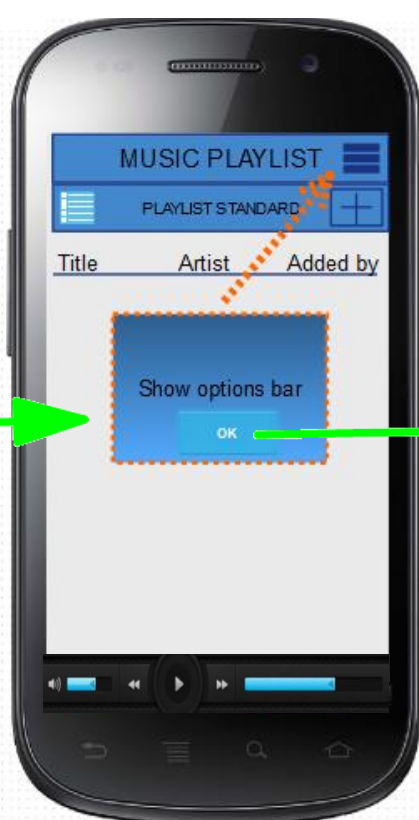 MUSIC PLAYLIST
PLAYLIST STANDARD
Title Artist Added by
Show options bar
OK